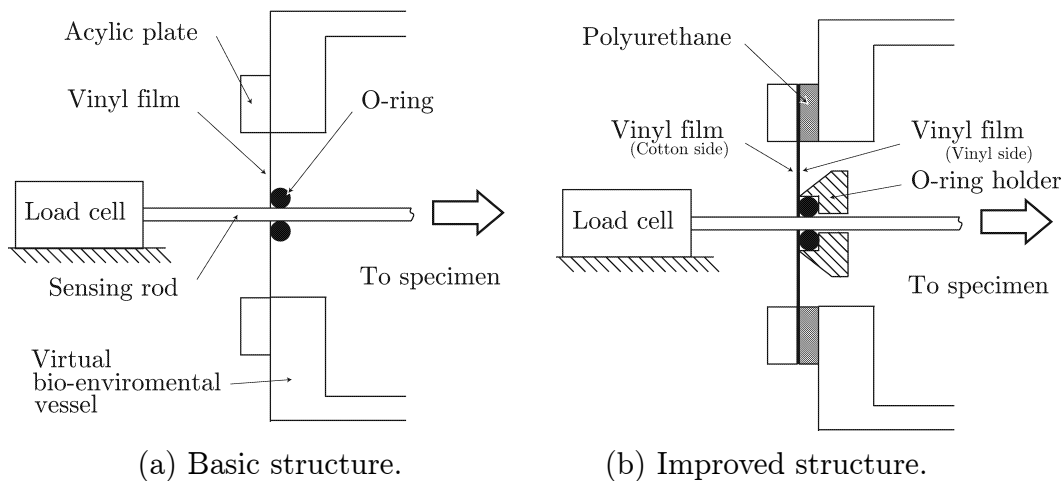 Acylic plate
Vinyl film
O-ring
Load cell
Sensing rod
To specimen
Virtual
bio-enviromental
vessel
(a) Basic structure.
Polyurethane
Vinyl film
(Cotton side)
Vinyl film
(Vinyl side)
O-ring holder
Load cell
To specimen
(b) Improved structure.